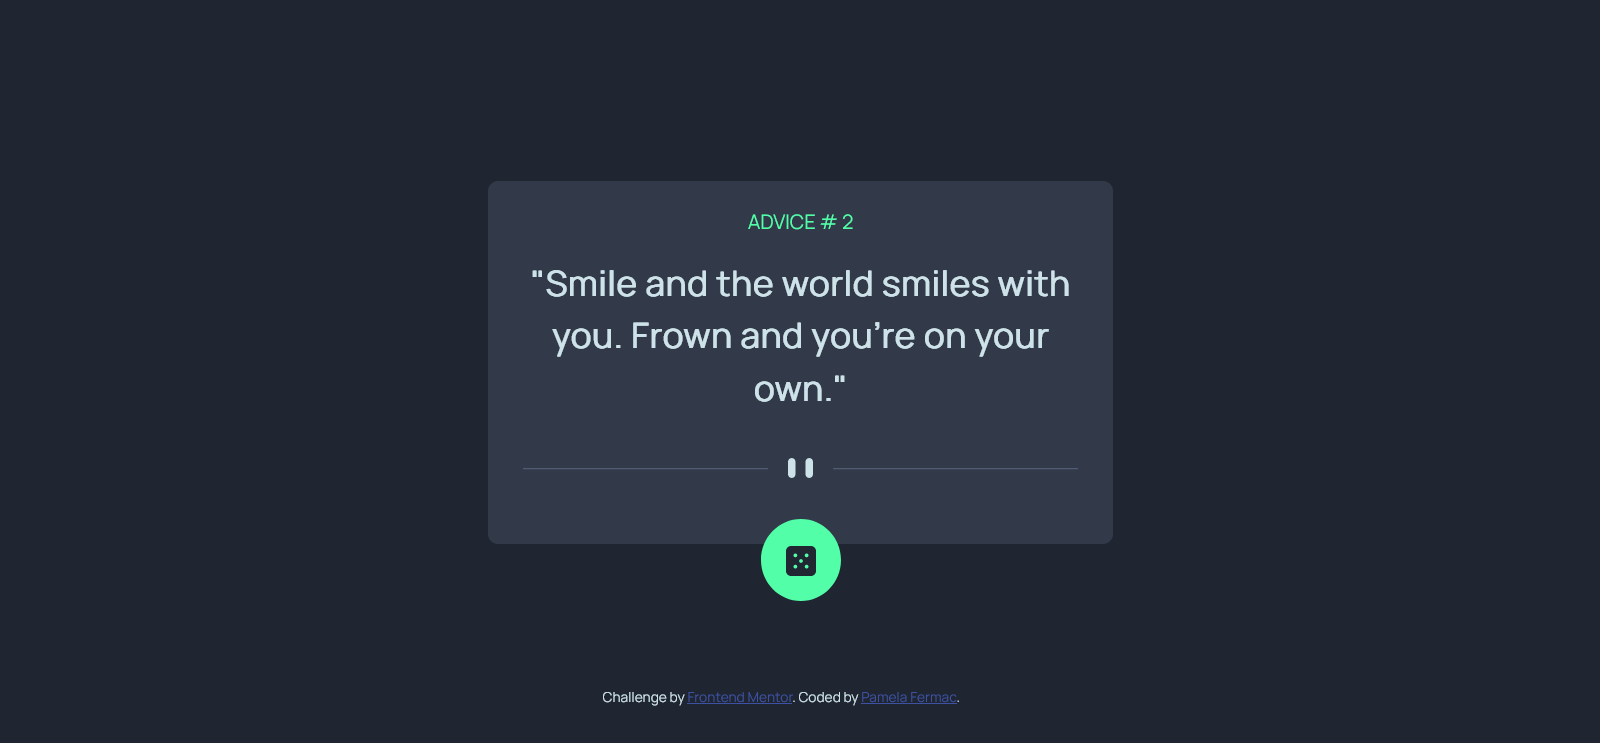 ADVICE # 2
"Smile and the world smiles with
you. Frown and you’re on your
own."
Challenge by Frontend Mentor. Coded by Pamela Fermac.